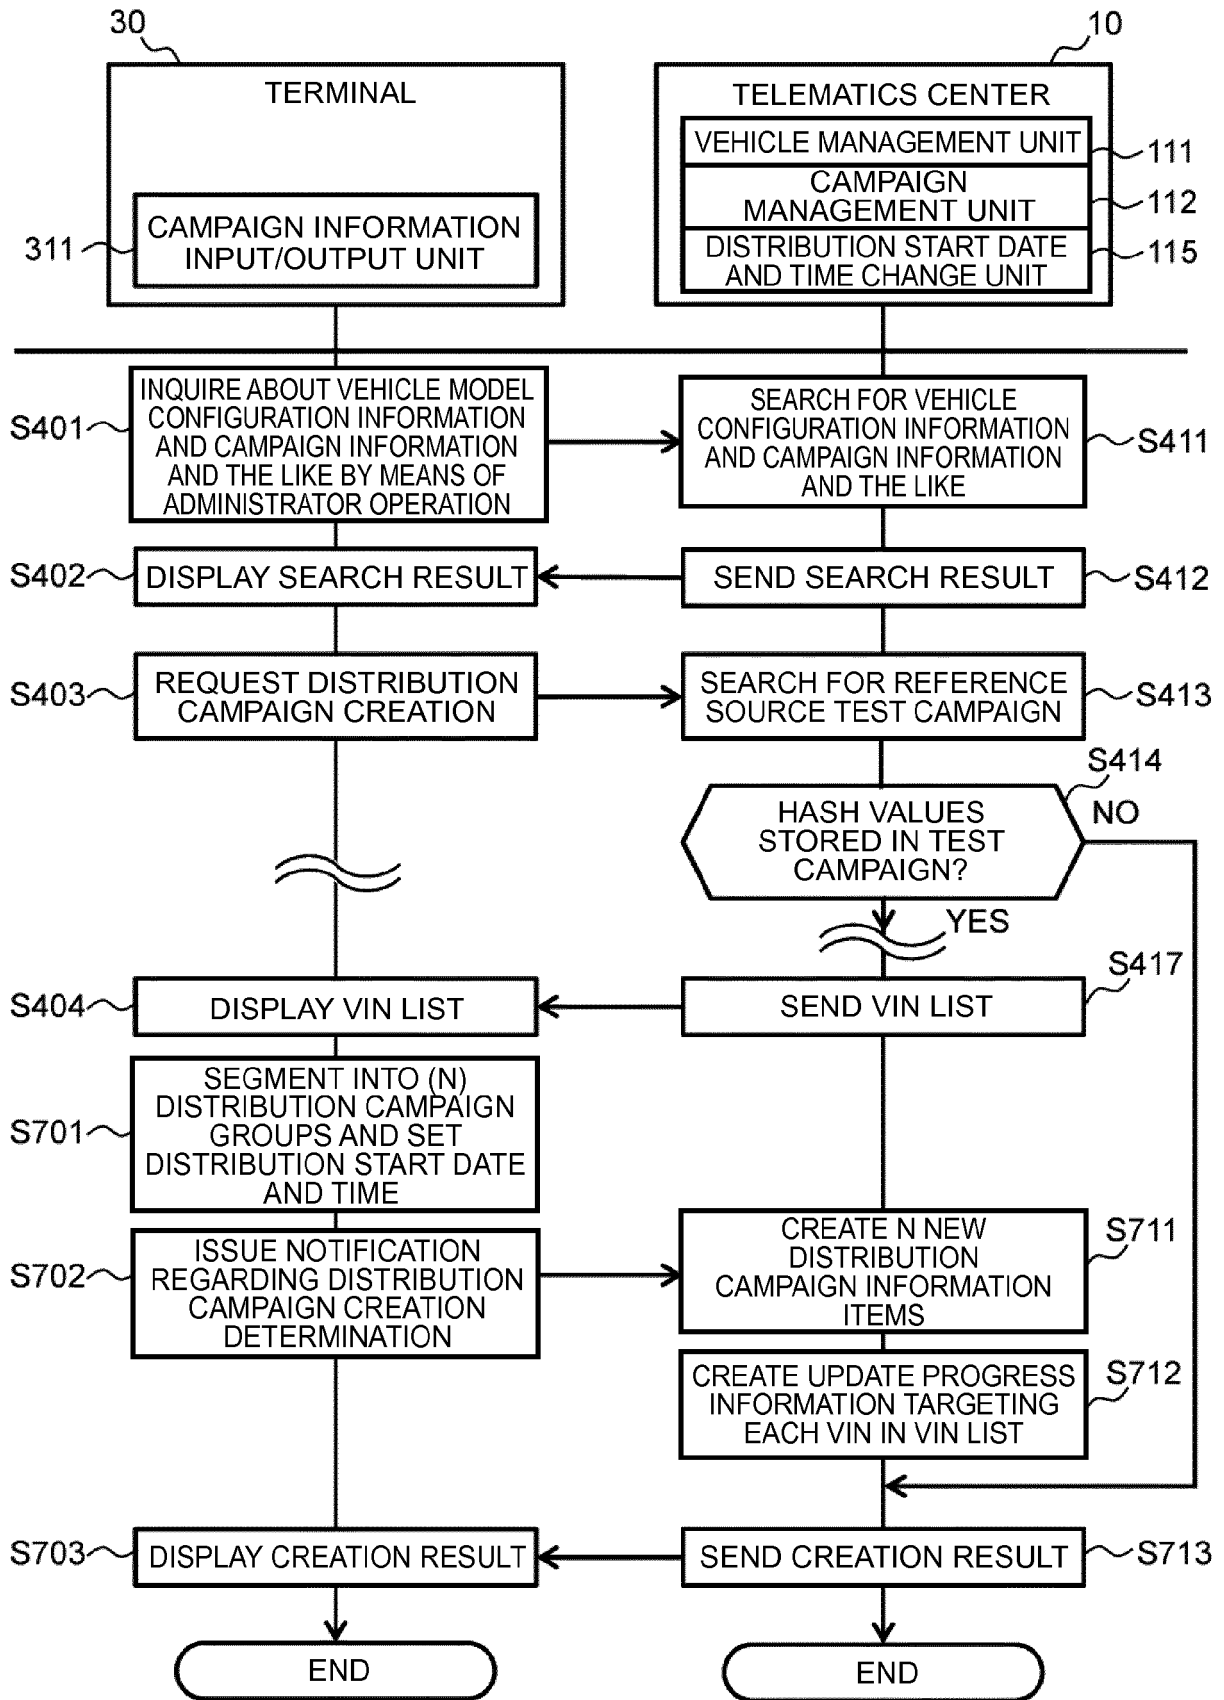 30
10
TERMINAL
TELEMATICS CENTER
VEHICLE MANAGEMENT UNIT
111
CAMPAIGN
MANAGEMENT UNIT
112
DISTRIBUTION START DATE
AND TIME CHANGE UNIT
115
311
CAMPAIGN INFORMATION
INPUT/OUTPUT UNIT
S401
INQUIRE ABOUT VEHICLE MODEL
CONFIGURATION INFORMATION
AND CAMPAIGN INFORMATION
AND THE LIKE BY MEANS OF
ADMINISTRATOR OPERATION
SEARCH FOR VEHICLE
CONFIGURATION INFORMATION
AND CAMPAIGN INFORMATION
AND THE LIKE
S411
S402
DISPLAY SEARCH RESULT
SEND SEARCH RESULT
S412
S403
REQUEST DISTRIBUTION
CAMPAIGN CREATION
SEARCH FOR REFERENCE
SOURCE TEST CAMPAIGN
S413
S414
HASH VALUES
STORED IN TEST
CAMPAIGN?
NO
YES
S404
DISPLAY VIN LIST
SEND VIN LIST
S417
S701
SEGMENT INTO (N)
DISTRIBUTION CAMPAIGN
GROUPS AND SET
DISTRIBUTION START DATE
AND TIME
S702
ISSUE NOTIFICATION
REGARDING DISTRIBUTION
CAMPAIGN CREATION
DETERMINATION
CREATE N NEW
DISTRIBUTION
CAMPAIGN INFORMATION
ITEMS
S711
CREATE UPDATE PROGRESS
INFORMATION TARGETING
EACH VIN IN VIN LIST
S712
S703
DISPLAY CREATION RESULT
SEND CREATION RESULT
S713
END
END